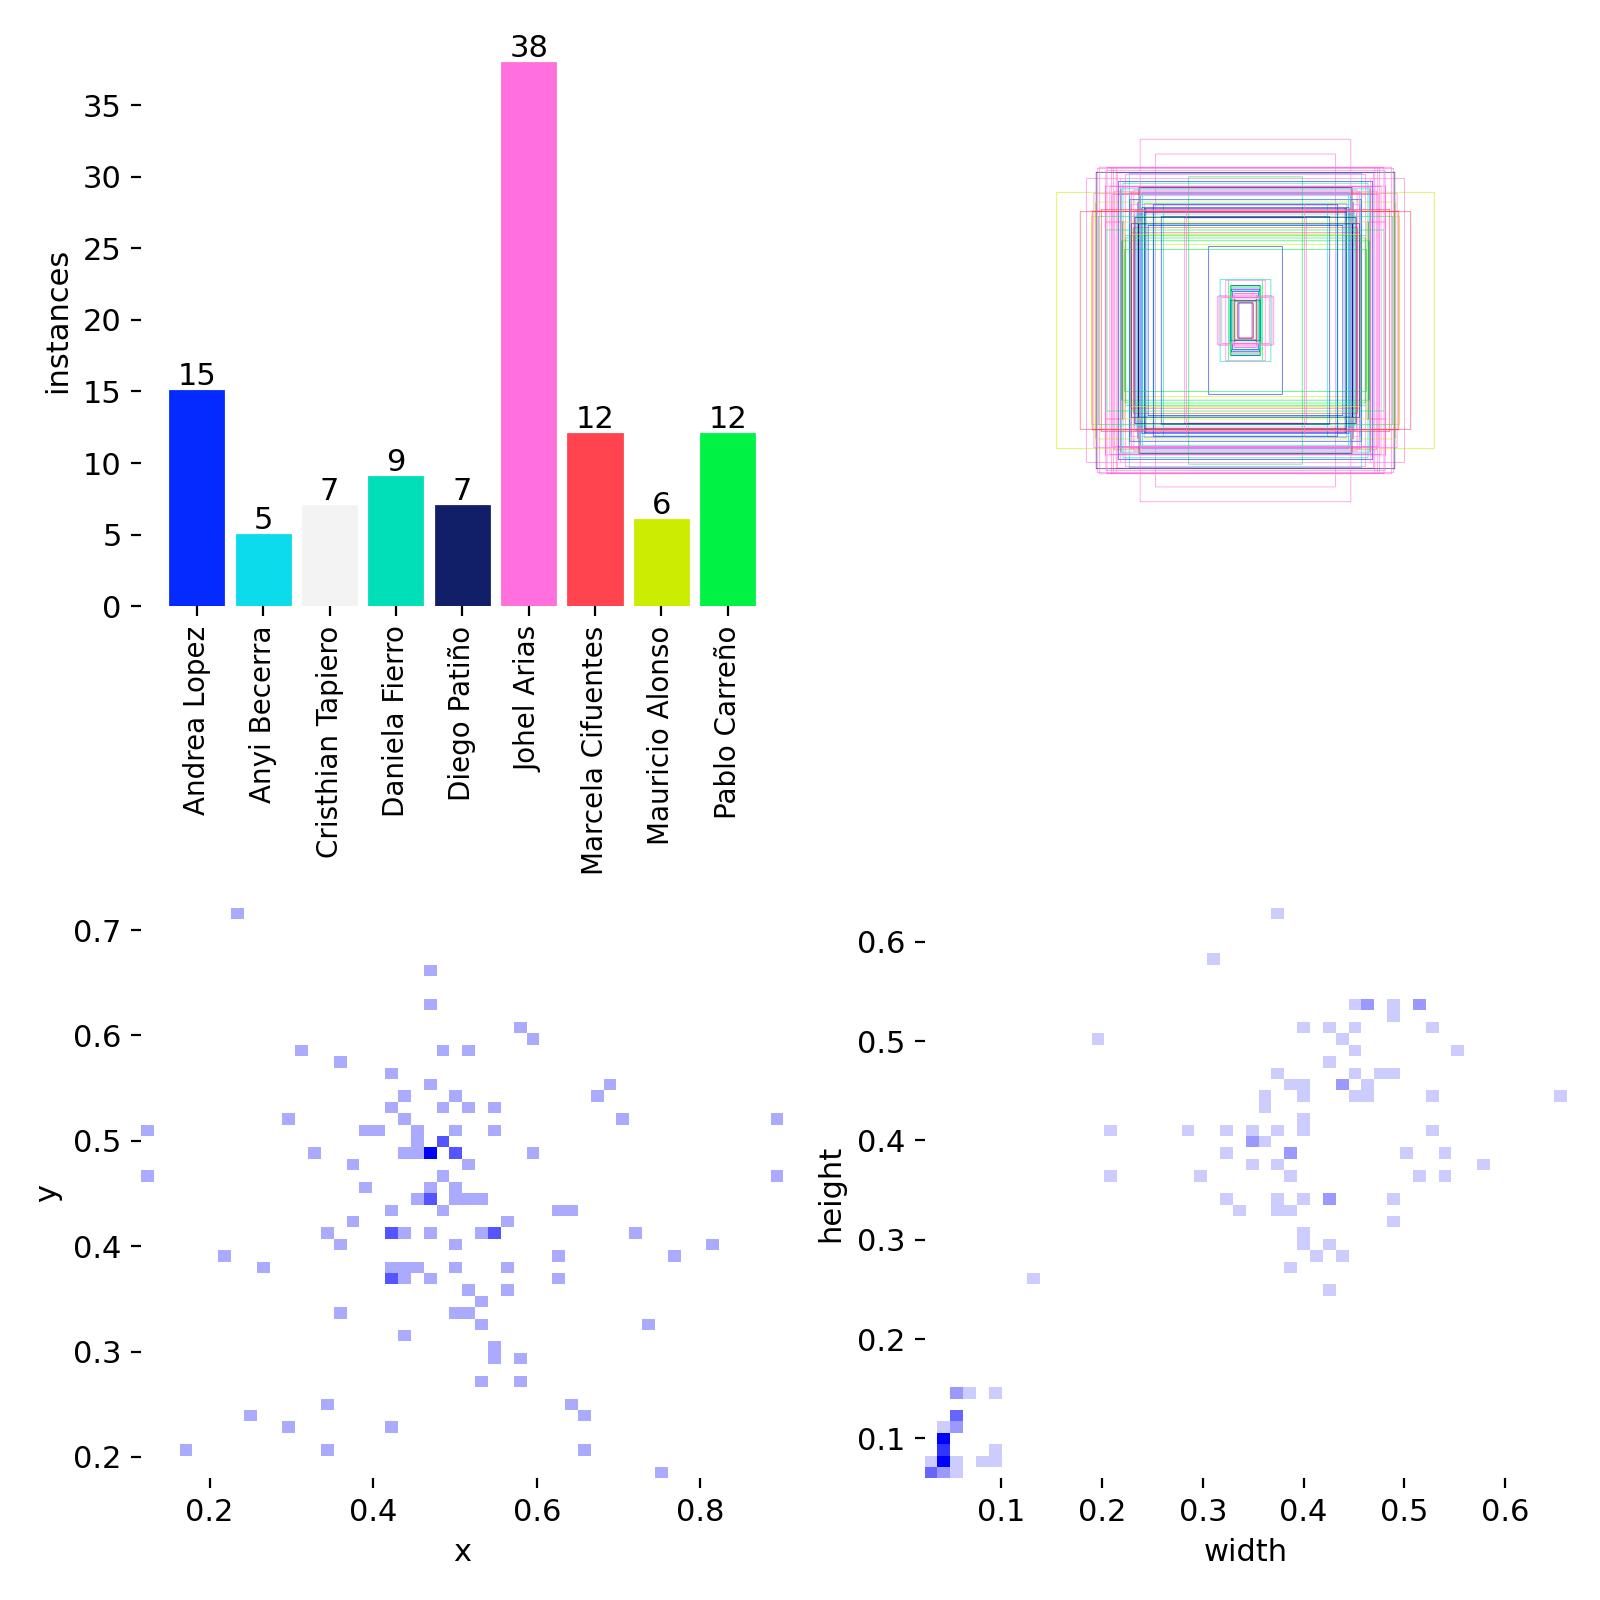 38
35
30
25
20
15
10
5
0
instances
15
5
7
9
7
12
6
12
Andrea Lopez
Anyi Becerra
Cristhian Tapiero
Daniela Fierro
Diego Patiño
Johel Arias
Marcela Cifuentes
Mauricio Alonso
Pablo Carreño
0.7
0.6
0.5
0.4
0.3
0.2
y
0.2 0.4 0.6 0.8
x
0.6
0.5
0.4
0.3
0.2
0.1
height
0.1 0.2 0.3 0.4 0.5 0.6
width